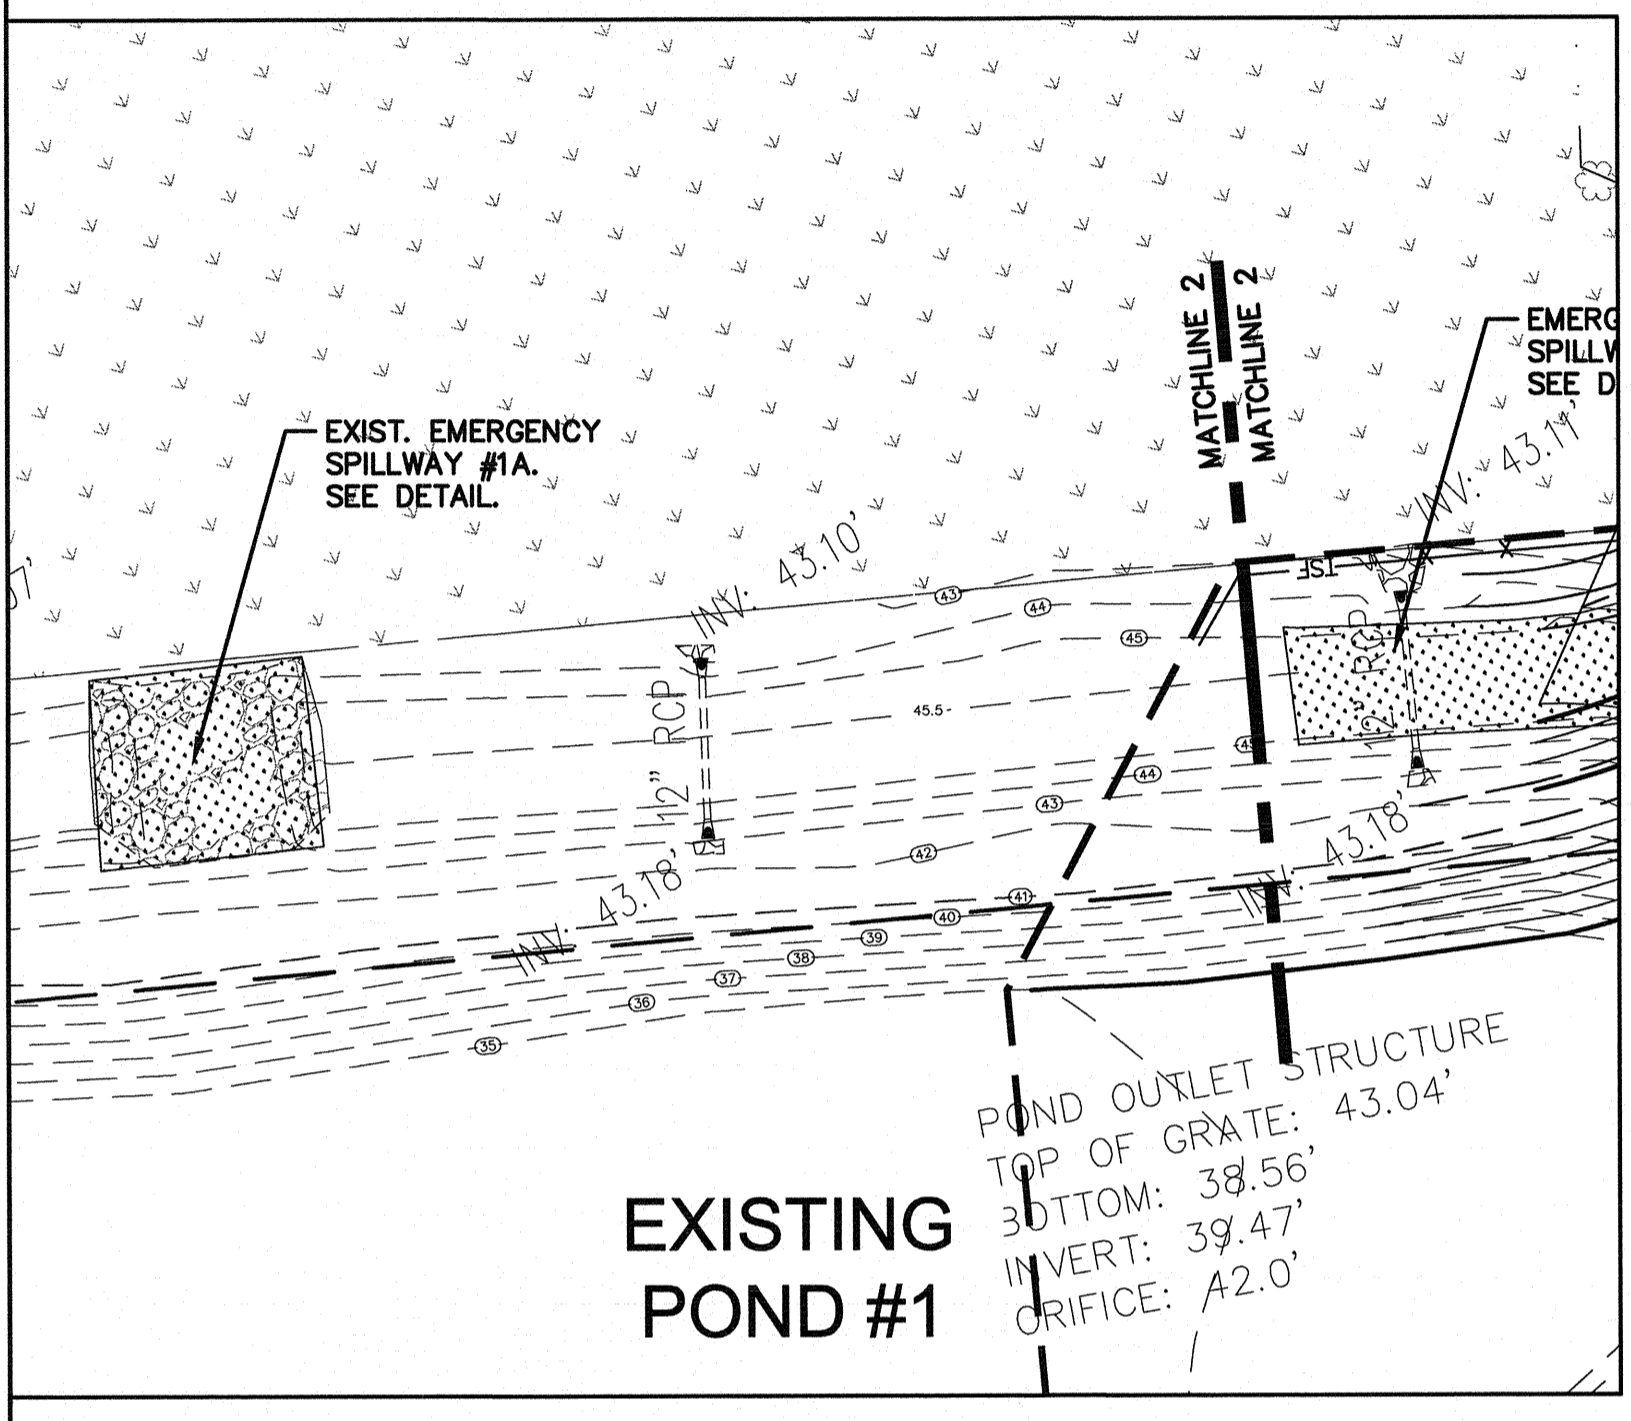 MATCHLINE 2
MATCHLINE 2
EMERG
SPILLW
SEE D
EXIST. EMERGENCY
SPILLWAY #1A.
SEE DETAIL.
INV: 43.11'
INV: 43.10'
7'
TSF
43
44
45
12" RCP
12" RCP
45.5
44
43
42
INV: 43.18'
INV: 43.18'
41
40
39
38
37
36
35
POND OUTLET STRUCTURE
TOP OF GRATE: 43.04'
BOTTOM: 38.56'
INVERT: 39.47'
ORIFICE: 42.0'
EXISTING
POND #1